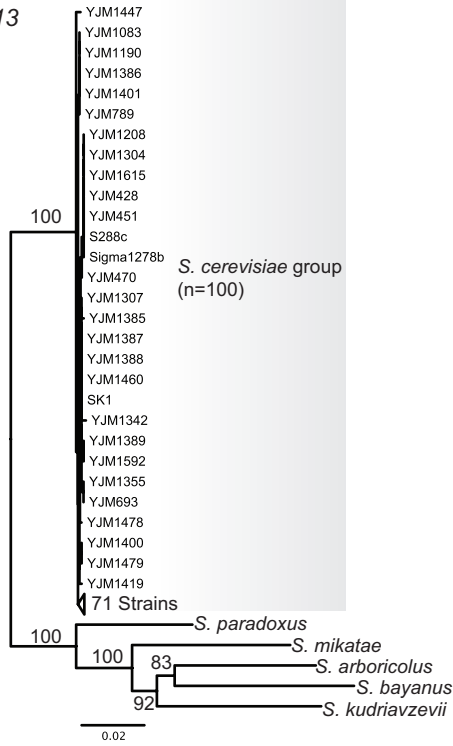 13
YJM1447
YJM1083
YJM1190
YJM1386
YJM1401
YJM789
YJM1208
YJM1304
YJM1615
YJM428
YJM451
100
S288c
Sigma1278b
S. cerevisiae group
(n=100)
YJM470
YJM1307
YJM1385
YJM1387
YJM1388
YJM1460
SK1
YJM1342
YJM1389
YJM1592
YJM1355
YJM693
YJM1478
YJM1400
YJM1479
YJM1419
71 Strains
S. paradoxus
100
S. mikatae
100
83
S. arboricolus
S. bayanus
92
S. kudriavzevii
0.02